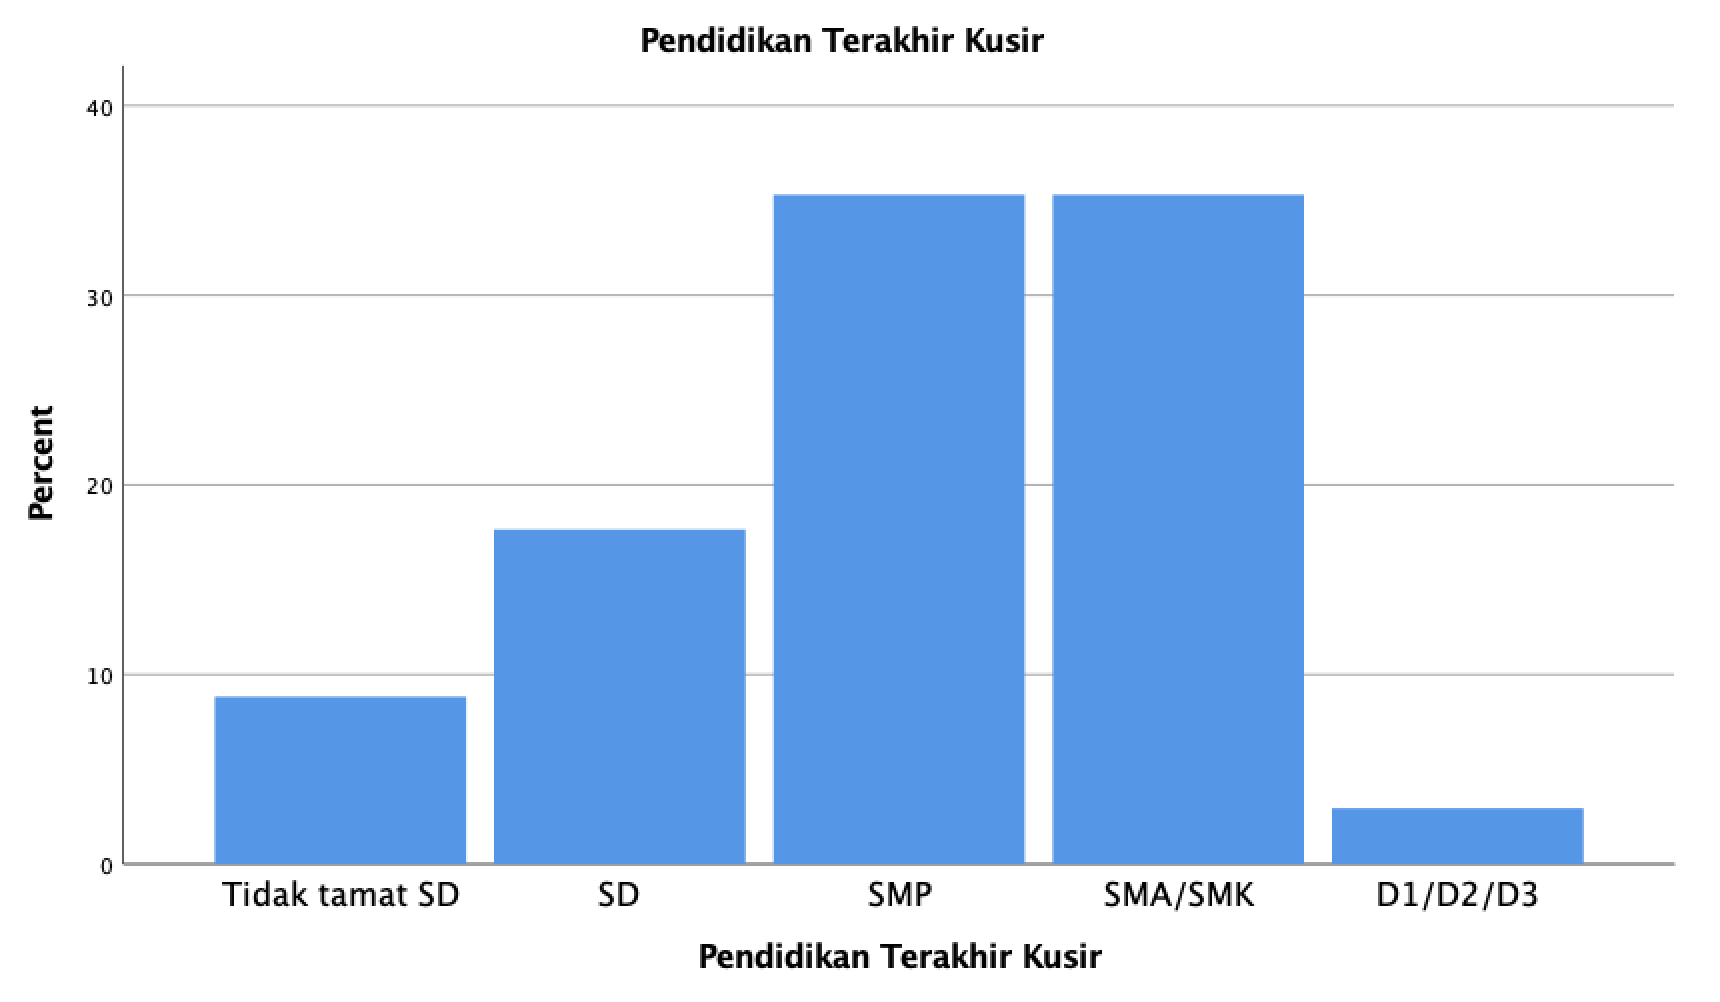 Pendidikan Terakhir Kusir
40
30
20
10
0
Percent
Tidak tamat SD
SD
SMP
SMA/SMK
D1/D2/D3
Pendidikan Terakhir Kusir